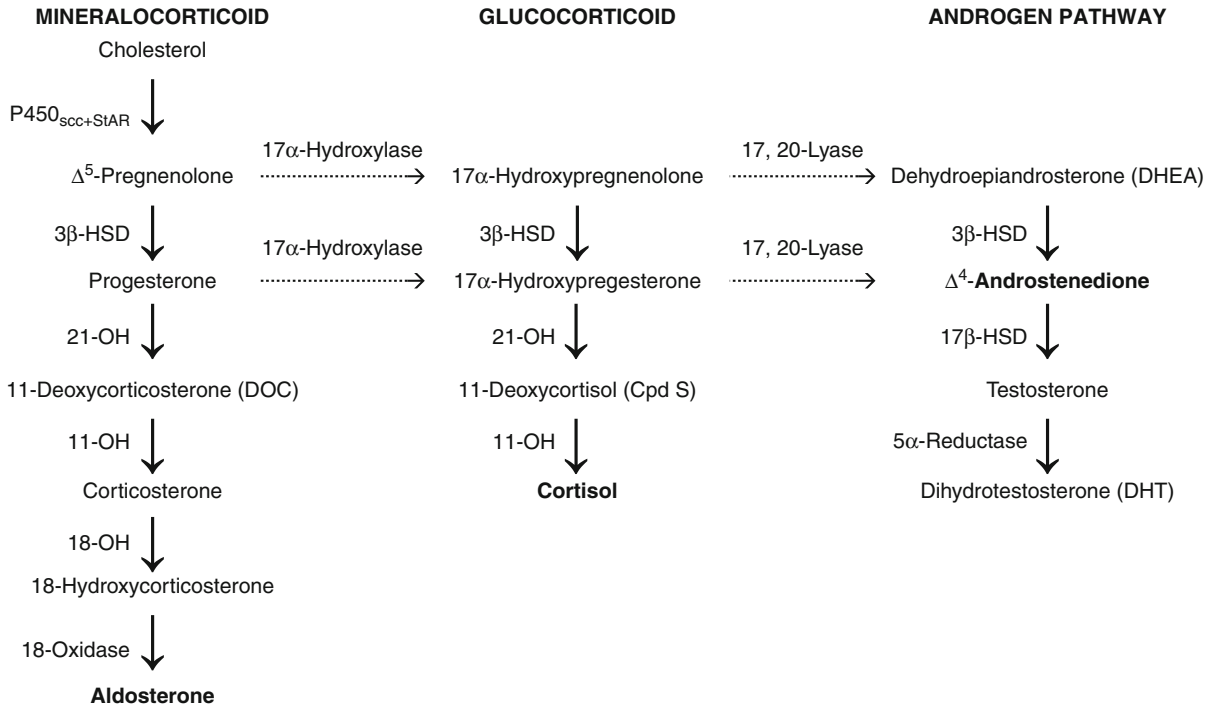 MINERALOCORTICOID GLUCOCORTICOID ANDROGEN PATHWAY
Cholesterol
P450scc+StAR
17α-Hydroxylase 17, 20-Lyase
Δ5-Pregnenolone 17α-Hydroxypregnenolone Dehydroepiandrosterone (DHEA)
3β-HSD 3β-HSD 3β-HSD
17α-Hydroxylase 17, 20-Lyase
Progesterone 17α-Hydroxypregesterone Δ4-Androstenedione
21-OH 21-OH 17β-HSD
11-Deoxycorticosterone (DOC) 11-Deoxycortisol (Cpd S) Testosterone
11-OH 11-OH 5α-Reductase
Corticosterone Cortisol Dihydrotestosterone (DHT)
18-OH
18-Hydroxycorticosterone
18-Oxidase
Aldosterone